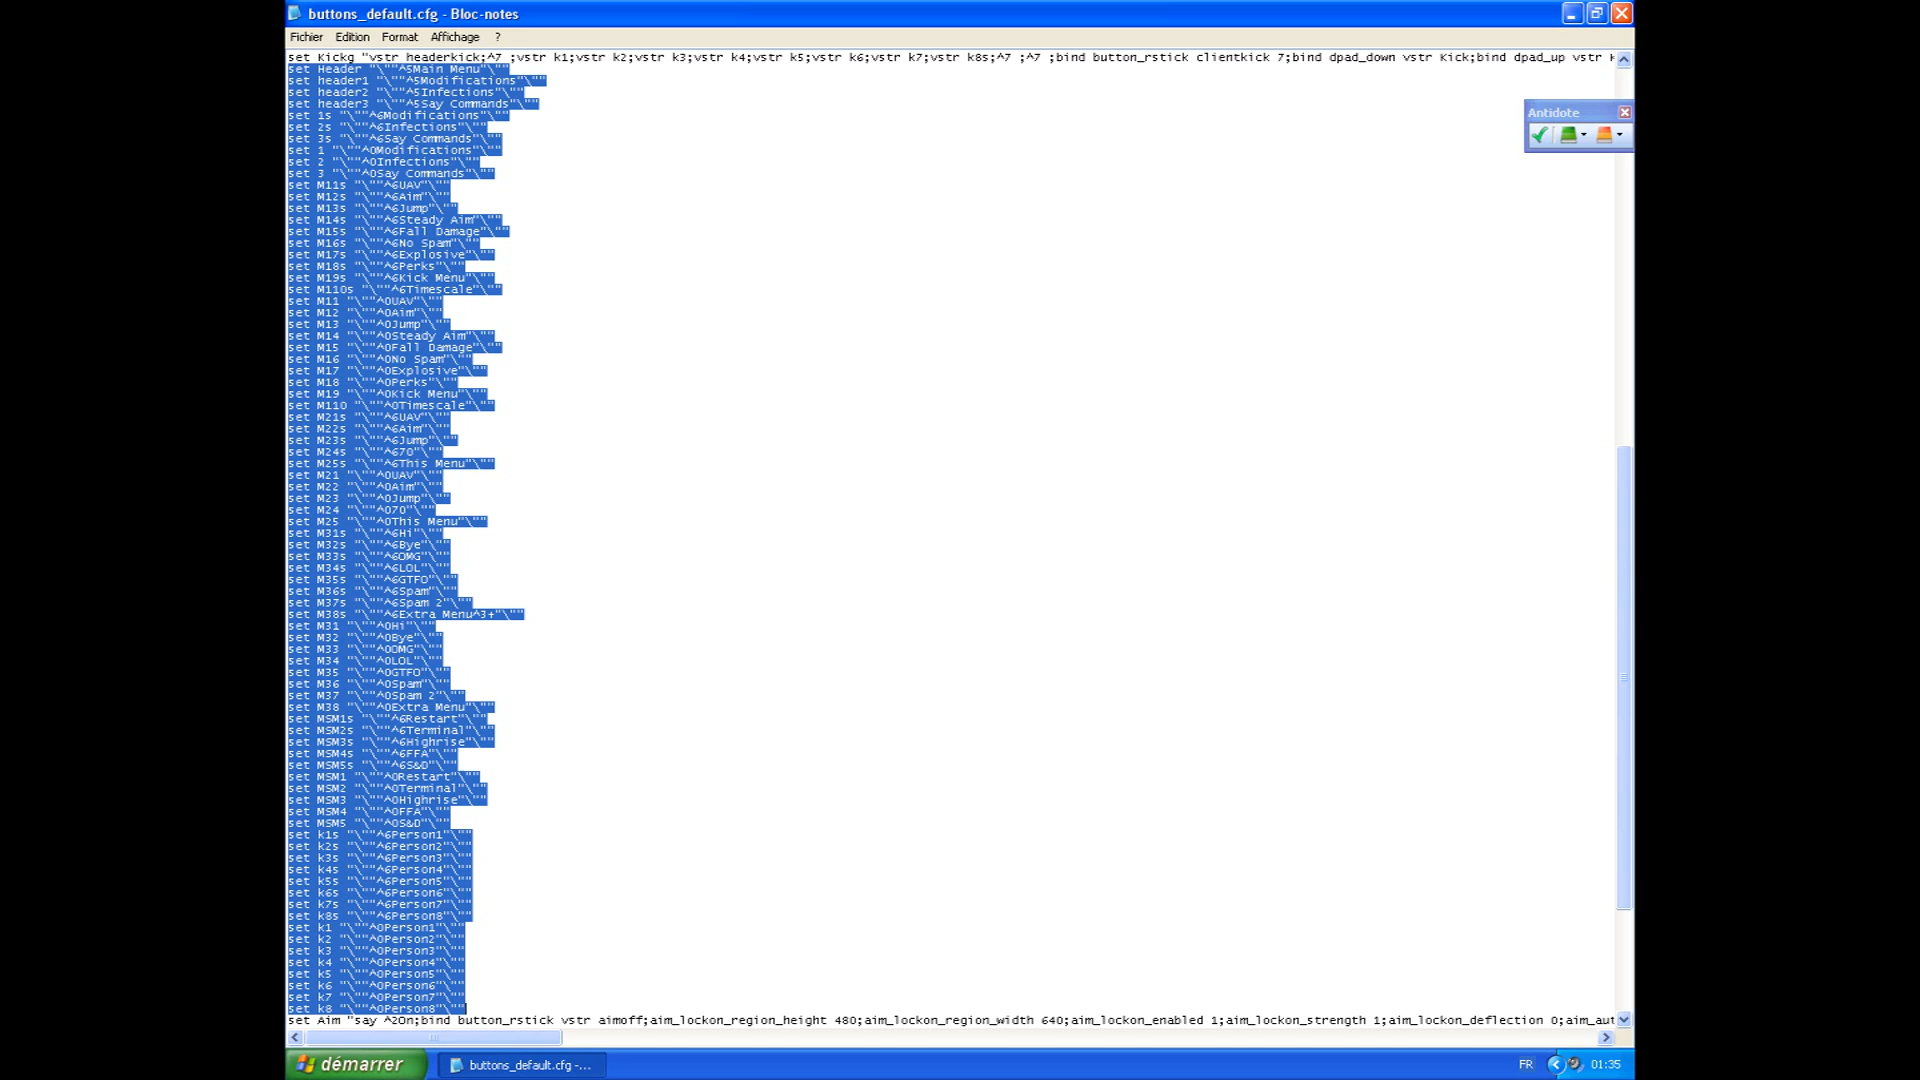 buttons_default.cfg - Bloc-notes
Fichier Edition Format Affichage ?
set Kickg "vstr headerkick;^7 ;vstr k1;vstr k2;vstr k3;vstr k4;vstr k5;vstr k6;vstr k7;vstr k8s;^7 ;^7 ;bind button_rstick clientkick 7;bind dpad_down vstr Kick;bind dpad_up vstr
set Header "\""^5Main Menu"\""
set header1 "\""^5Modifications"\""
set header2 "\""^5Infections"\""
set header3 "\""^5Say Commands"\""
set 1s "\""^6Modifications"\""
set 2s "\""^6Infections"\""
set 3s "\""^6Say Commands"\""
set 1 "\""^0Modifications"\""
set 2 "\""^0Infections"\""
set 3 "\""^0Say Commands"\""
set M11s "\""^6UAV"\""
set M12s "\""^6Aim"\""
set M13s "\""^6Jump"\""
set M14s "\""^6Steady Aim"\""
set M15s "\""^6Fall Damage"\""
set M16s "\""^6No Spam"\""
set M17s "\""^6Explosive"\""
set M18s "\""^6Perks"\""
set M19s "\""^6Kick Menu"\""
set M110s "\""^6Timescale"\""
set M11 "\""^0UAV"\""
set M12 "\""^0Aim"\""
set M13 "\""^0Jump"\""
set M14 "\""^0Steady Aim"\""
set M15 "\""^0Fall Damage"\""
set M16 "\""^0No Spam"\""
set M17 "\""^0Explosive"\""
set M18 "\""^0Perks"\""
set M19 "\""^0Kick Menu"\""
set M110 "\""^0Timescale"\""
set M21s "\""^6UAV"\""
set M22s "\""^6Aim"\""
set M23s "\""^6Jump"\""
set M24s "\""^670"\""
set M25s "\""^6This Menu"\""
set M21 "\""^0UAV"\""
set M22 "\""^0Aim"\""
set M23 "\""^0Jump"\""
set M24 "\""^070"\""
set M25 "\""^0This Menu"\""
set M31s "\""^6Hi"\""
set M32s "\""^6Bye"\""
set M33s "\""^6OMG"\""
set M34s "\""^6LOL"\""
set M35s "\""^6GTFO"\""
set M36s "\""^6Spam"\""
set M37s "\""^6Spam 2"\""
set M38s "\""^6Extra Menu^3+"\""
set M31 "\""^0Hi"\""
set M32 "\""^0Bye"\""
set M33 "\""^0OMG"\""
set M34 "\""^0LOL"\""
set M35 "\""^0GTFO"\""
set M36 "\""^0Spam"\""
set M37 "\""^0Spam 2"\""
set M38 "\""^0Extra Menu"\""
set MSM1s "\""^6Restart"\""
set MSM2s "\""^6Terminal"\""
set MSM3s "\""^6Highrise"\""
set MSM4s "\""^6FFA"\""
set MSM5s "\""^6S&D"\""
set MSM1 "\""^0Restart"\""
set MSM2 "\""^0Terminal"\""
set MSM3 "\""^0Highrise"\""
set MSM4 "\""^0FFA"\""
set MSM5 "\""^0S&D"\""
set k1s "\""^6Person1"\""
set k2s "\""^6Person2"\""
set k3s "\""^6Person3"\""
set k4s "\""^6Person4"\""
set k5s "\""^6Person5"\""
set k6s "\""^6Person6"\""
set k7s "\""^6Person7"\""
set k8s "\""^6Person8"\""
set k1 "\""^0Person1"\""
set k2 "\""^0Person2"\""
set k3 "\""^0Person3"\""
set k4 "\""^0Person4"\""
set k5 "\""^0Person5"\""
set k6 "\""^0Person6"\""
set k7 "\""^0Person7"\""
set k8 "\""^0Person8"\""
set Aim "say ^2On;bind button_rstick vstr aimoff;aim_lockon_region_height 480;aim_lockon_region_width 640;aim_lockon_enabled 1;aim_lockon_strength 1;aim_lockon_deflection 0;aim_aut
Antidote
démarrer
buttons_default.cfg -...
FR
01:35